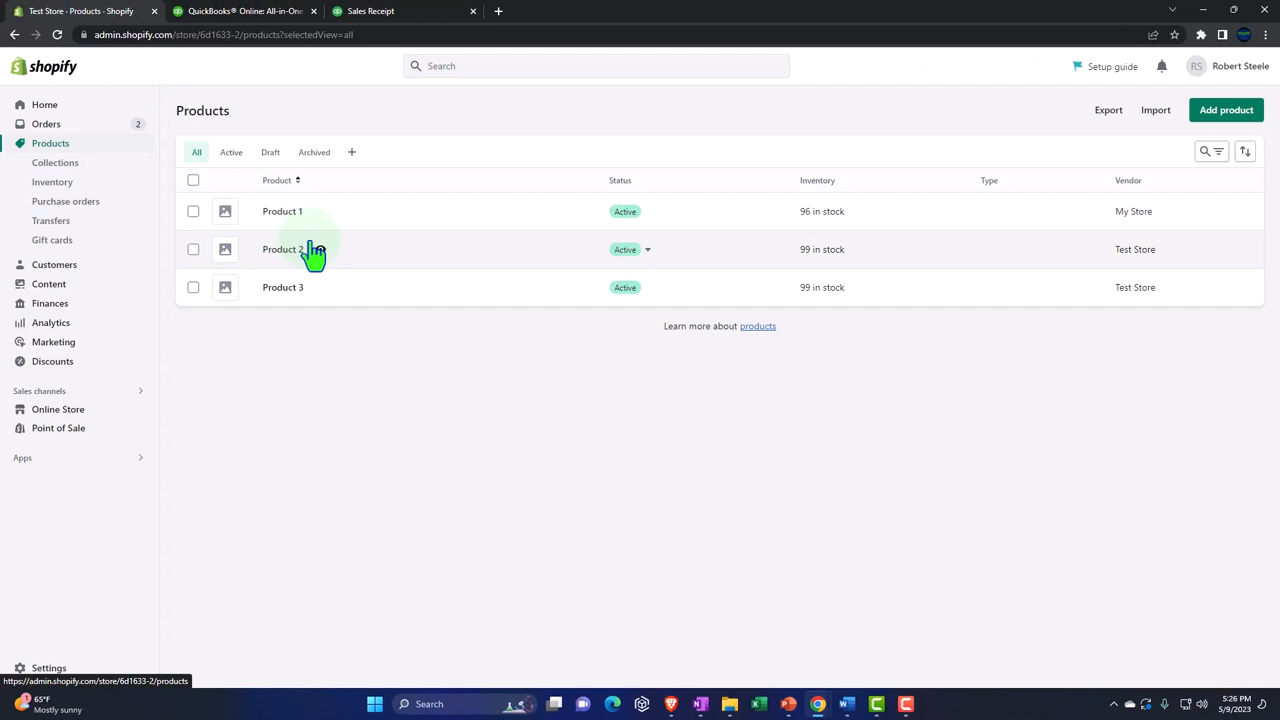 Test Store · Products · Shopify
QuickBooks® Online: All-in-One
Sales Receipt
admin.shopify.com/store/6d1633-2/products?selectedView=all
shopify
Search
Setup guide
RS
Robert Steele
Home
Orders
2
Products
Collections
Inventory
Purchase orders
Transfers
Gift cards
Customers
Content
Finances
Analytics
Marketing
Discounts
Sales channels
Online Store
Point of Sale
Apps
Settings
Products
Export
Import
Add product
All
Active
Draft
Archived
Product
Status
Inventory
Type
Vendor
Product 1
Active
96 in stock
My Store
Product 2
Active
99 in stock
Test Store
Product 3
Active
99 in stock
Test Store
Learn more about products
https://admin.shopify.com/store/6d1633-2/products
65°F
Mostly sunny
1
Search
5:26 PM
5/9/2023